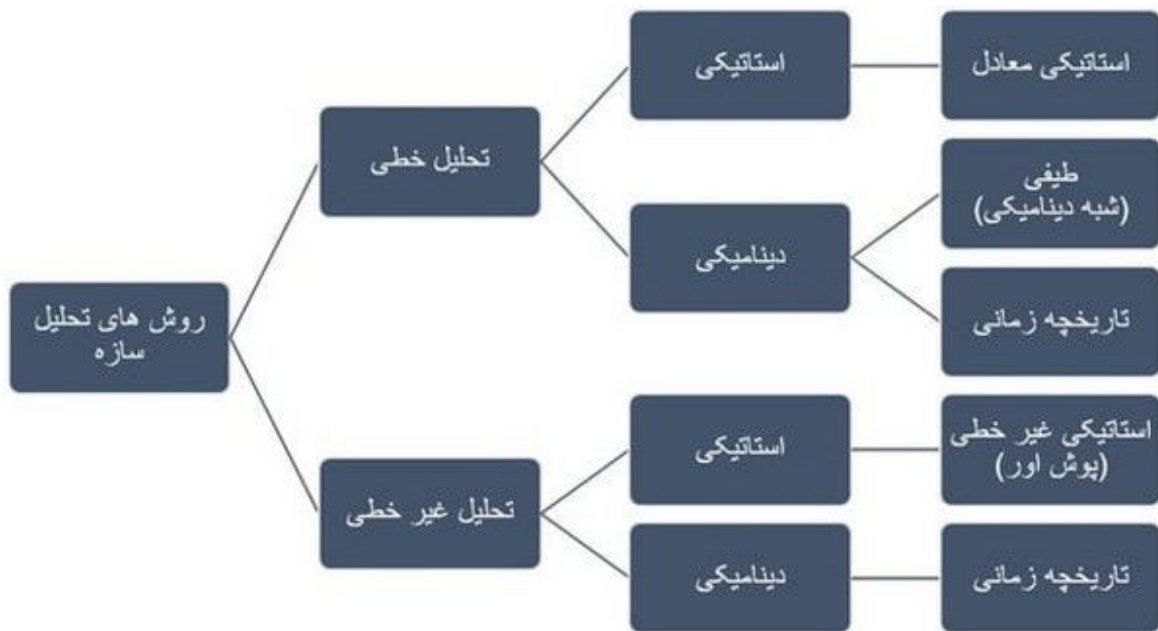 روش های تحلیل
سازه
تحلیل خطی
استاتیکی
استاتیکی معادل
دینامیکی
طیفی
(شبه دینامیکی)
تاریخچه زمانی
تحلیل غیر خطی
استاتیکی
استاتیکی غیر خطی
(پوش اور)
دینامیکی
تاریخچه زمانی